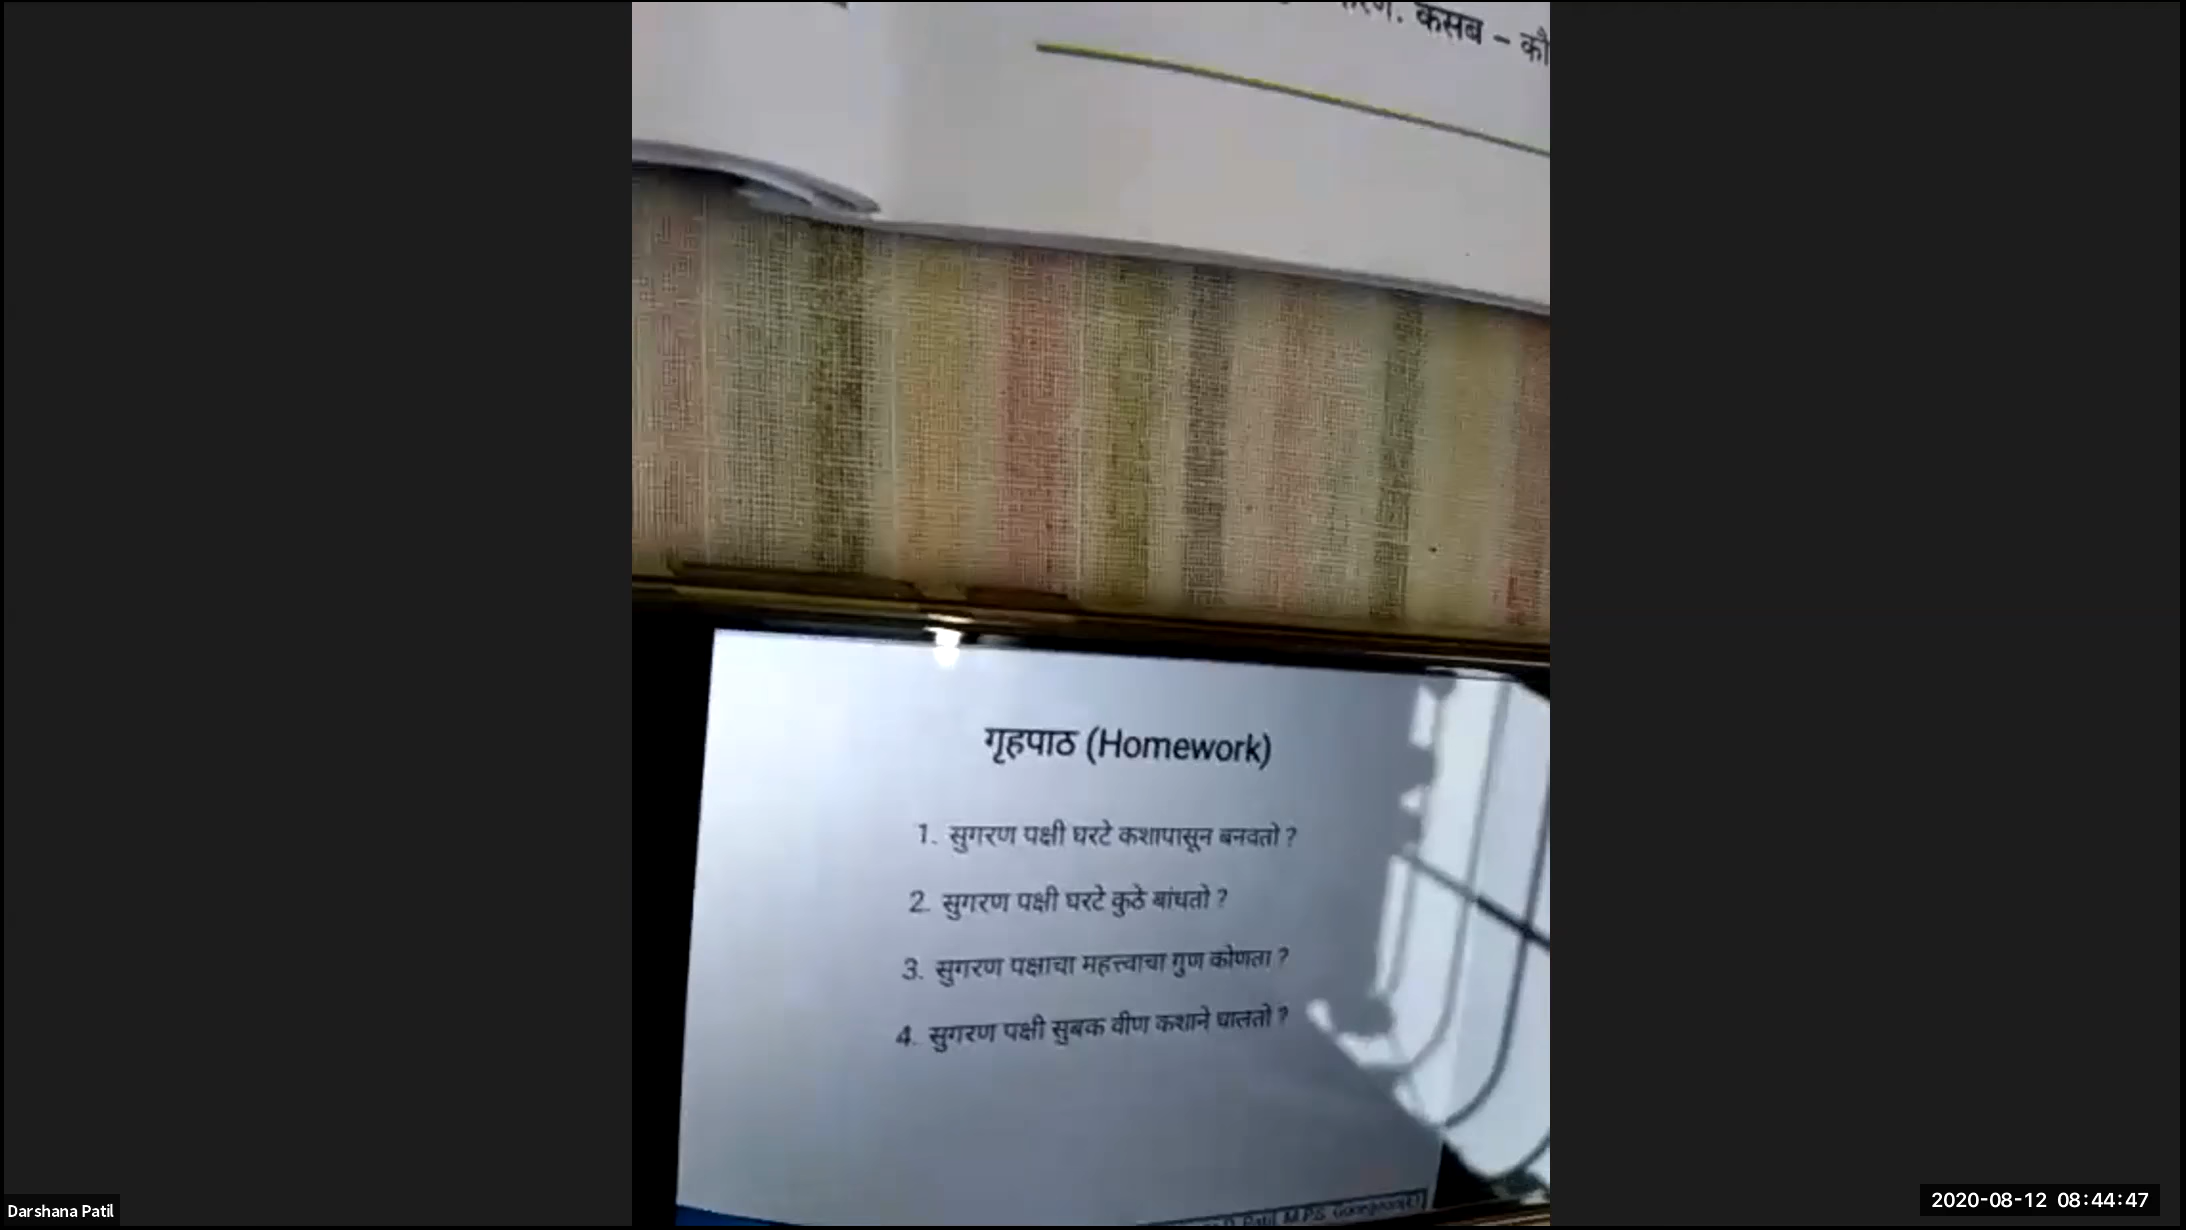 कसब – कौ
गृहपाठ (Homework)
1. सुगरण पक्षी घरटे कशापासून बनवतो ?
2. सुगरण पक्षी घरटे कुठे बांधतो ?
3. सुगरण पक्षाचा महत्त्वाचा गुण कोणता ?
4. सुगरण पक्षी सुबक वीण कशाने घालतो ?
Patil M.P.S.
Darshana Patil
2020-08-12 08:44:47